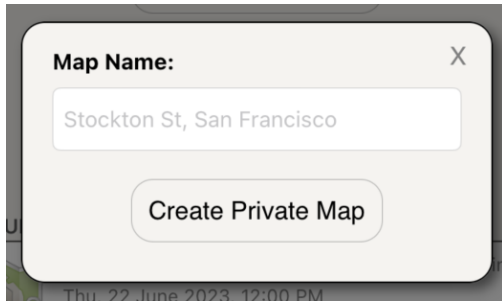 Map Name:
X
Stockton St, San Francisco
Create Private Map
Thu, 22 June 2023, 12:00 PM